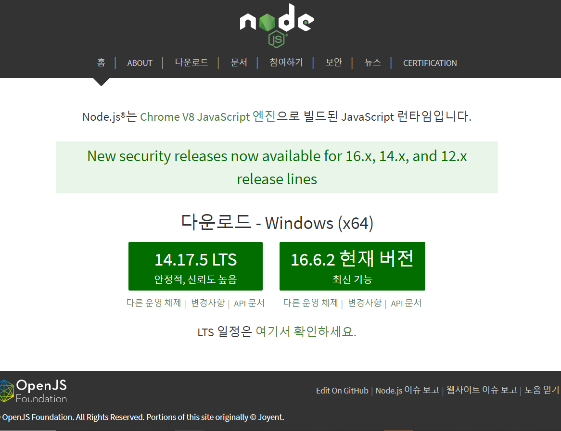 node
JS
홈 | ABOUT | 다운로드 | 문서 | 참여하기 | 보안 | 뉴스 | CERTIFICATION
Node.js®는 Chrome V8 JavaScript 엔진으로 빌드된 JavaScript 런타임입니다.
New security releases now available for 16.x, 14.x, and 12.x
release lines
다운로드 - Windows (x64)
14.17.5 LTS
안정적, 신뢰도 높음
다른 운영 체제 | 변경사항 | API 문서
16.6.2 현재 버전
최신 기능
다른 운영 체제 | 변경사항 | API 문서
LTS 일정은 여기서 확인하세요.
OpenJS
Foundation
Edit On GitHub | Node.js 이슈 보고 | 웹사이트 이슈 보고 | 도움 받기
OpenJS Foundation. All Rights Reserved. Portions of this site originally © Joyent.